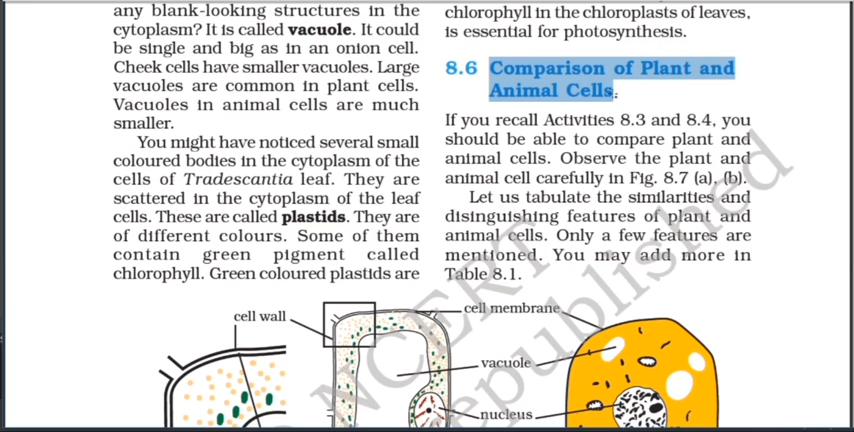 any blank-looking structures in the
cytoplasm? It is called vacuole. It could
be single and big as in an onion cell.
Cheek cells have smaller vacuoles. Large
vacuoles are common in plant cells.
Vacuoles in animal cells are much
smaller.
You might have noticed several small
coloured bodies in the cytoplasm of the
cells of Tradescantia leaf. They are
scattered in the cytoplasm of the leaf
cells. These are called plastids. They are
of different colours. Some of them
contain green pigment called
chlorophyll. Green coloured plastids are
chlorophyll in the chloroplasts of leaves,
is essential for photosynthesis.
8.6 Comparison of Plant and
Animal Cells.
If you recall Activities 8.3 and 8.4, you
should be able to compare plant and
animal cells. Observe the plant and
animal cell carefully in Fig. 8.7 (a), (b).
Let us tabulate the similarities and
disinguishing features of plant and
animal cells. Only a few features are
mentioned. You may add more in
Table 8.1.
cell wall
cell membrane
vacuole
nucleus
NCERT
republished